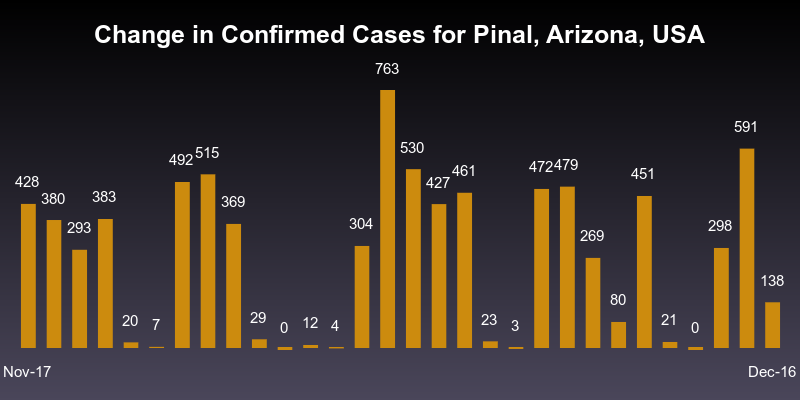 Change in Confirmed Cases for Pinal, Arizona, USA
428 380 293 383 20 7 492 515 369 29 0 12 4 304 763 530 427 461 23 3 472 479 269 80 451 21 0 298 591 138
Nov-17 Dec-16